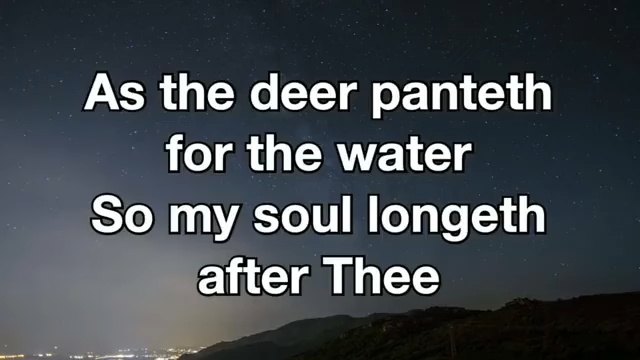 As the deer panteth
for the water
So my soul longeth
after Thee